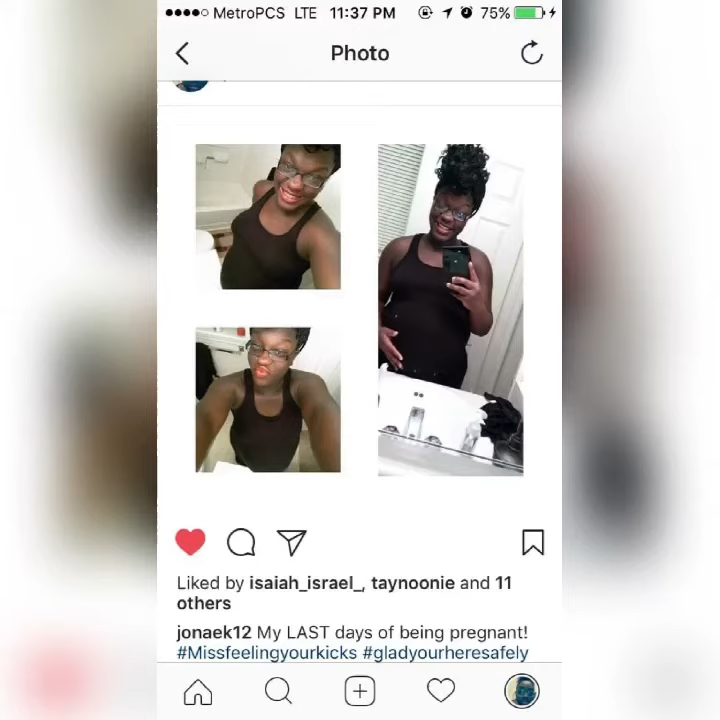 MetroPCS LTE 11:37 PM 75%
Photo
Liked by isaiah_israel_, taynoonie and 11
others
jonaek12 My LAST days of being pregnant!
#Missfeelingyourkicks #gladyourheresafely